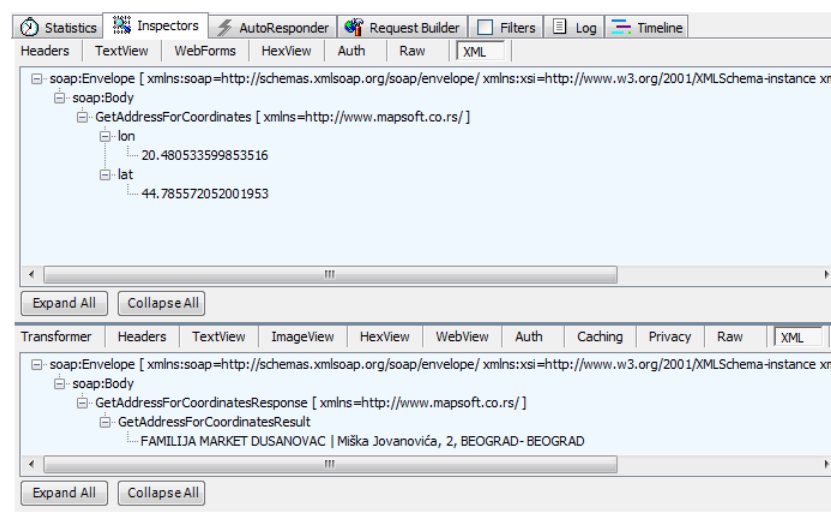 Statistics Inspectors AutoResponder Request Builder Filters Log Timeline
Headers TextView WebForms HexView Auth Raw XML
soap:Envelope [ xmlns:soap=http://schemas.xmlsoap.org/soap/envelope/ xmlns:xsi=http://www.w3.org/2001/XMLSchema-instance xm
soap:Body
GetAddressForCoordinates [ xmlns=http://www.mapsoft.co.rs/ ]
lon
20.480533599853516
lat
44.785572052001953
Expand All Collapse All
Transformer Headers TextView ImageView HexView WebView Auth Caching Privacy Raw XML
soap:Envelope [ xmlns:soap=http://schemas.xmlsoap.org/soap/envelope/ xmlns:xsi=http://www.w3.org/2001/XMLSchema-instance xm
soap:Body
GetAddressForCoordinatesResponse [ xmlns=http://www.mapsoft.co.rs/ ]
GetAddressForCoordinatesResult
FAMILIJA MARKET DUSANOVAC | Miška Jovanovića, 2, BEOGRAD- BEOGRAD
Expand All Collapse All